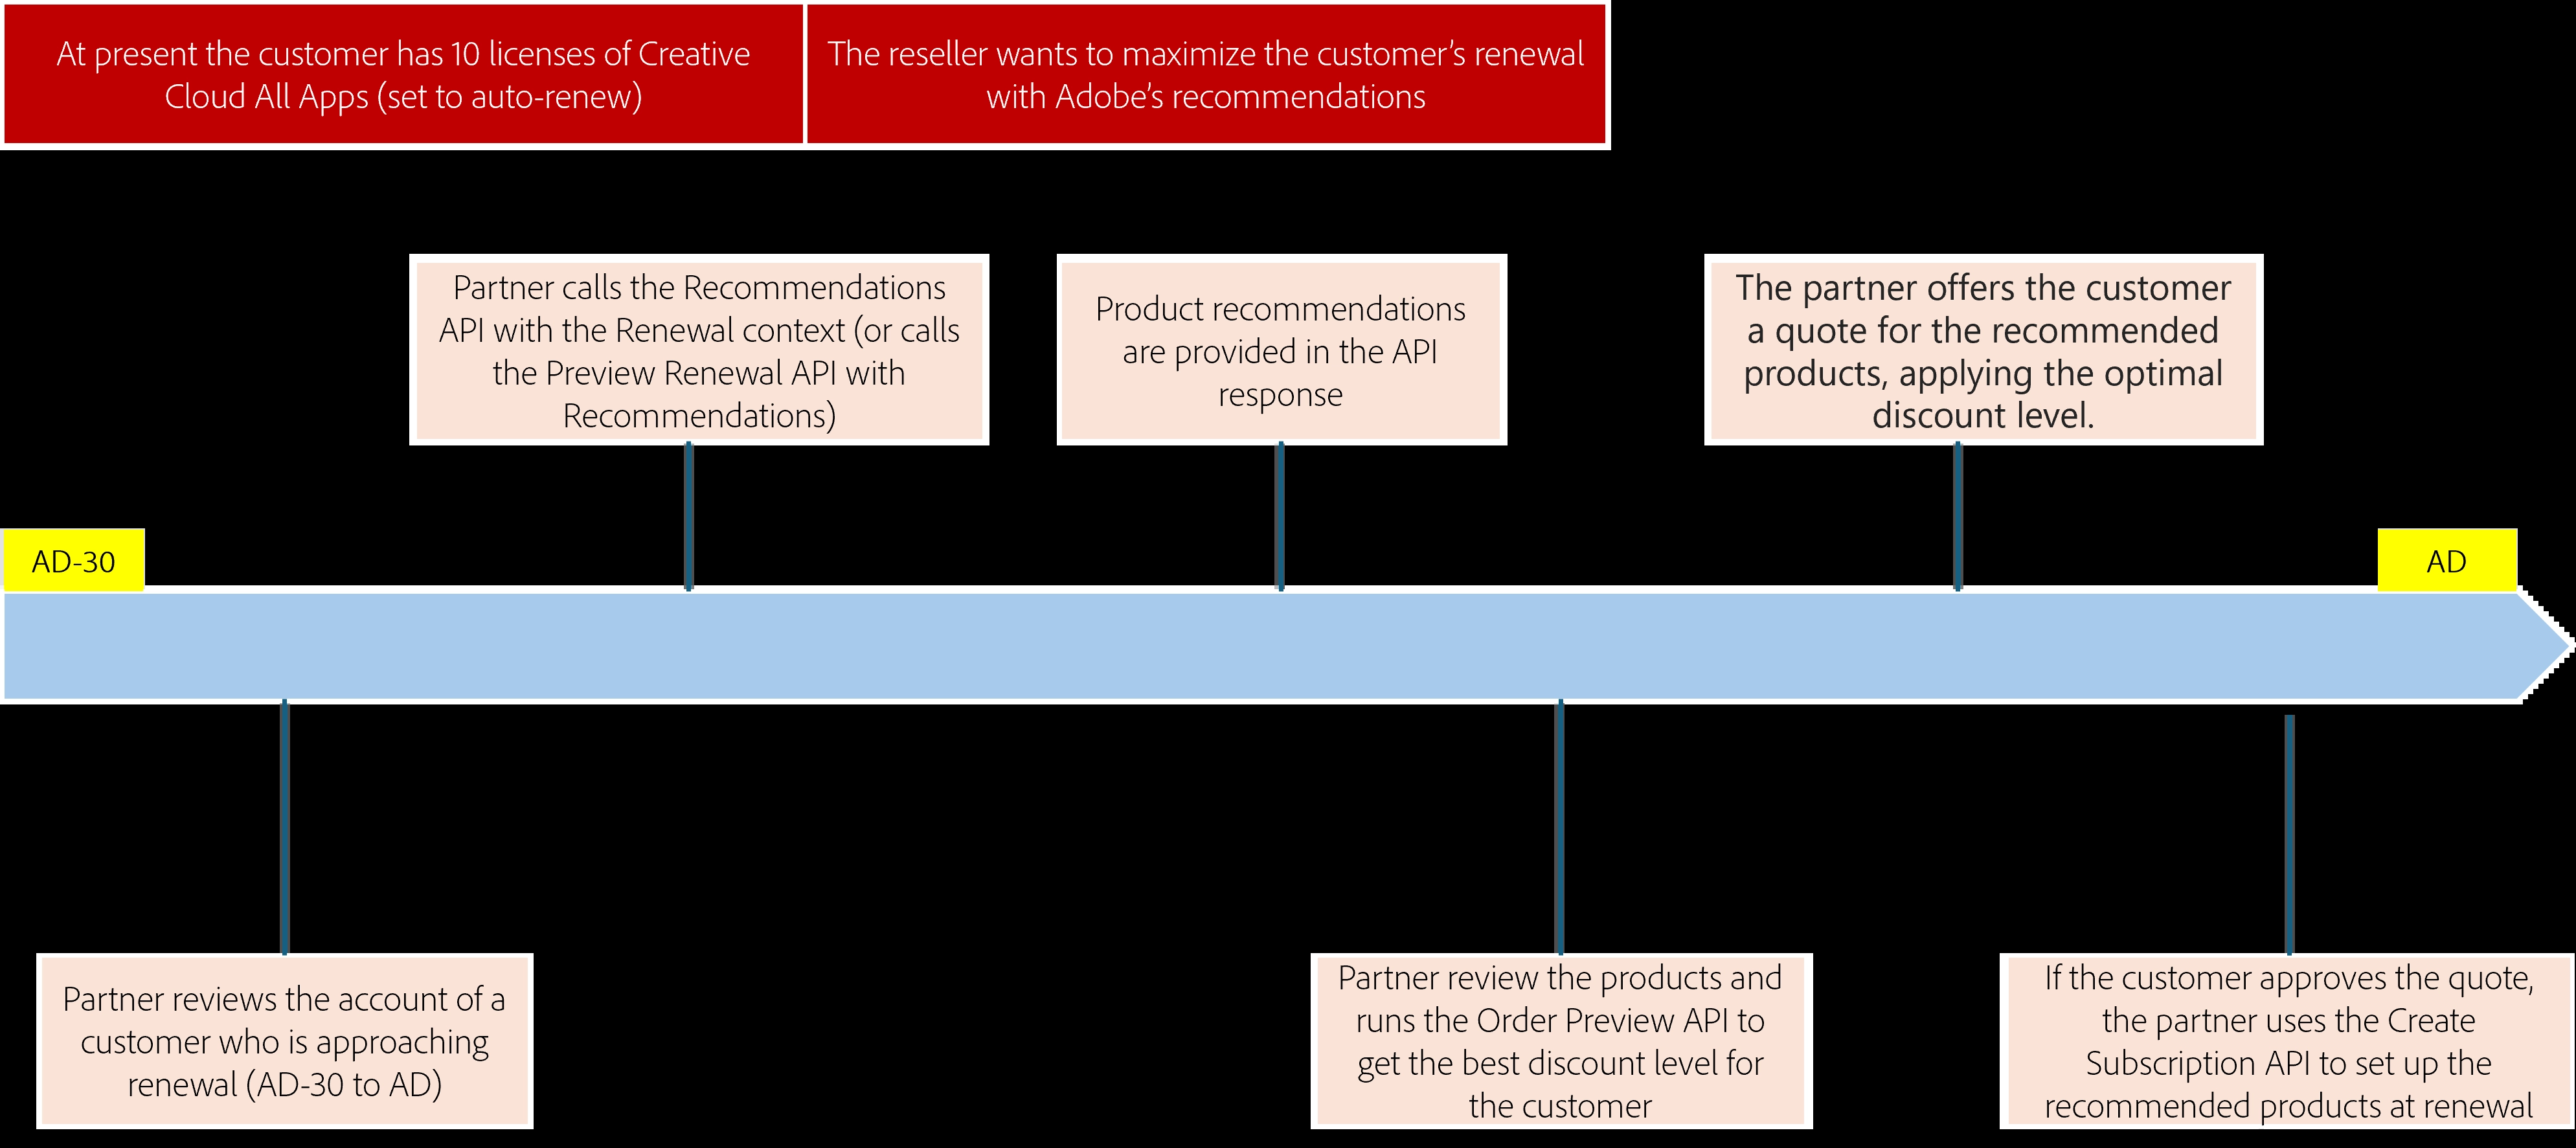 At present the customer has 10 licenses of Creative
Cloud All Apps (set to auto-renew)
The reseller wants to maximize the customer’s renewal
with Adobe’s recommendations
Partner calls the Recommendations
API with the Renewal context (or calls
the Preview Renewal API with
Recommendations)
Product recommendations
are provided in the API
response
The partner offers the customer
a quote for the recommended
products, applying the optimal
discount level.
AD-30
AD
Partner reviews the account of a
customer who is approaching
renewal (AD-30 to AD)
Partner review the products and
runs the Order Preview API to
get the best discount level for
the customer
If the customer approves the quote,
the partner uses the Create
Subscription API to set up the
recommended products at renewal